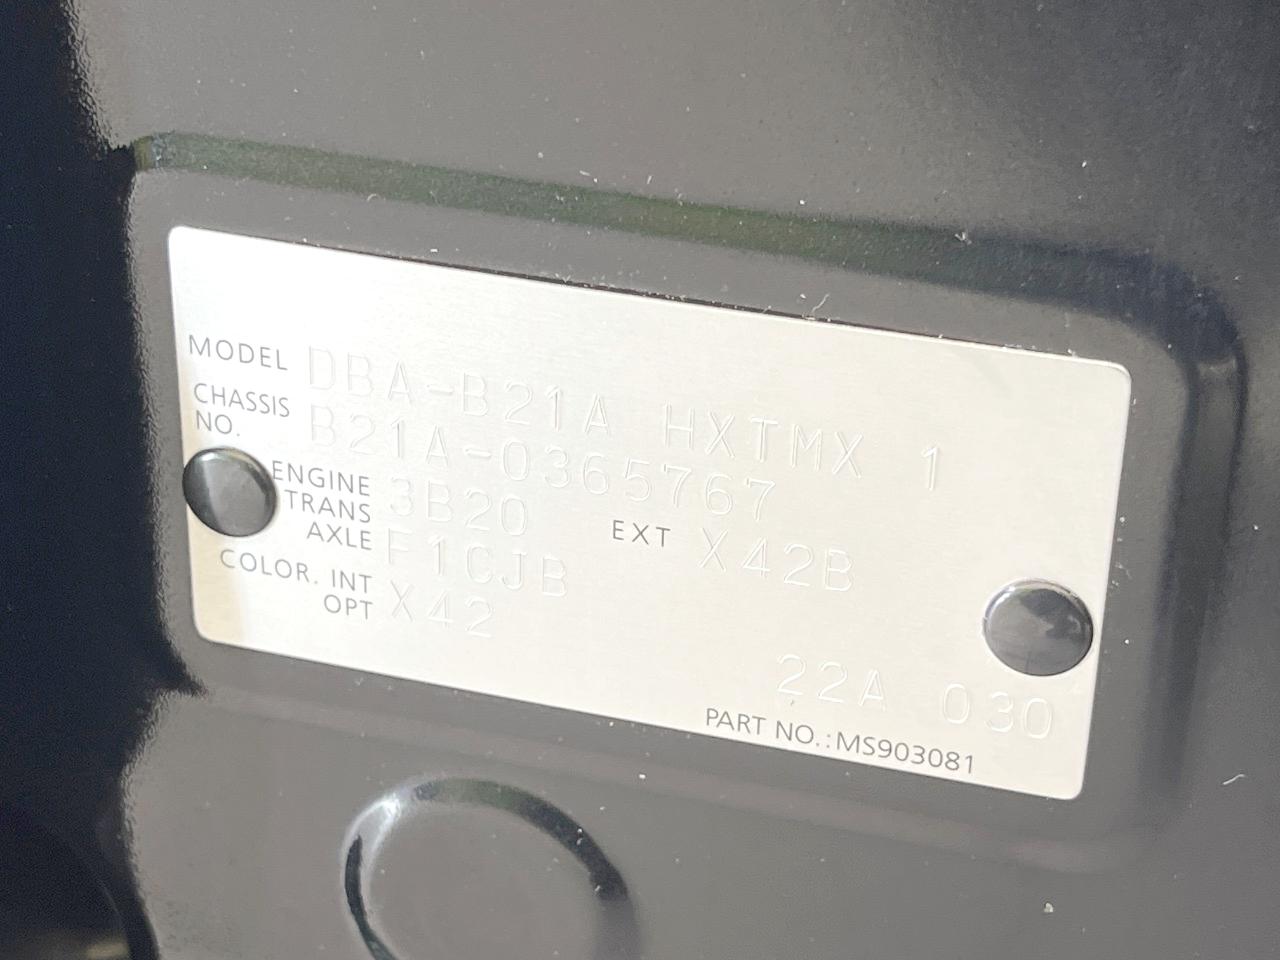 MODEL DBA-B21A HXTMX 1
CHASSIS NO. B21A-0365767
ENGINE 3B20 EXT X42B
TRANS AXLE F1CJB
COLOR. INT OPT X42
22A 030
PART NO.:MS903081